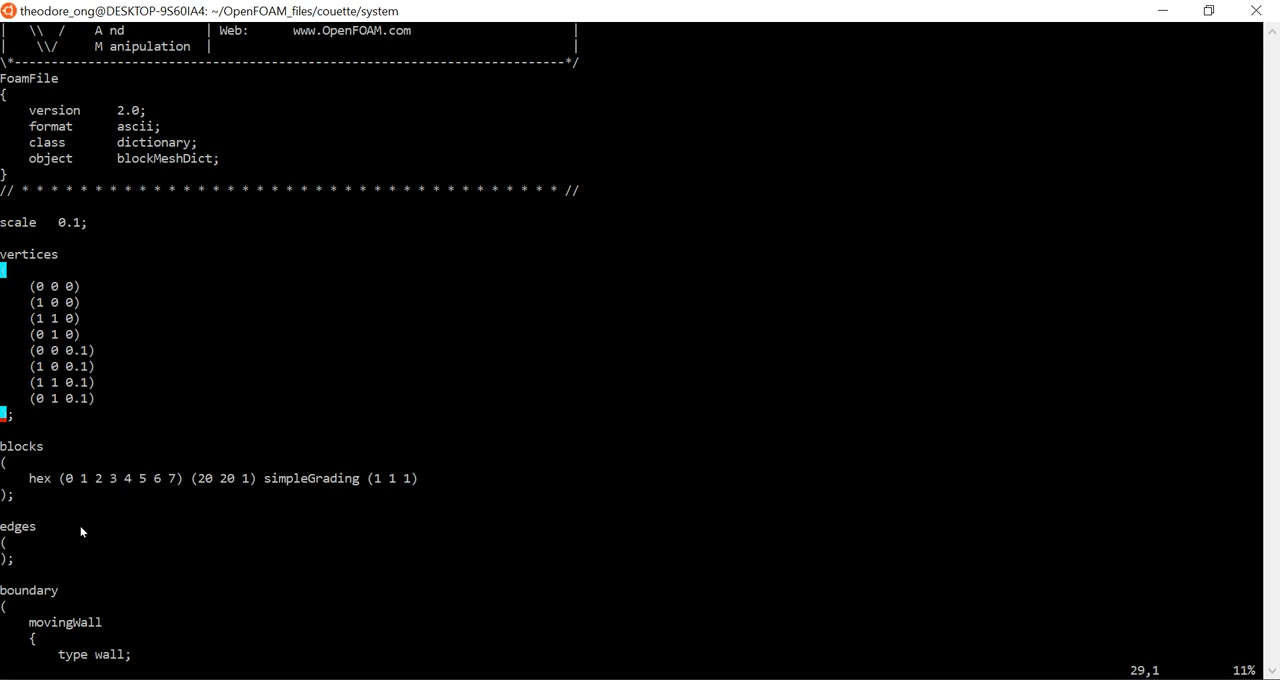 theodore_ong@DESKTOP-9S60IA4: ~/OpenFOAM_files/couette/system
|   \\  /    A nd           | Web:      www.OpenFOAM.com                      |
|    \\/     M anipulation  |                                                 |
\*---------------------------------------------------------------------------*/
FoamFile
{
    version     2.0;
    format      ascii;
    class       dictionary;
    object      blockMeshDict;
}
// * * * * * * * * * * * * * * * * * * * * * * * * * * * * * * * * * * * * * //
scale   0.1;
vertices
(
    (0 0 0)
    (1 0 0)
    (1 1 0)
    (0 1 0)
    (0 0 0.1)
    (1 0 0.1)
    (1 1 0.1)
    (0 1 0.1)
);
blocks
(
    hex (0 1 2 3 4 5 6 7) (20 20 1) simpleGrading (1 1 1)
);
edges
(
);
boundary
(
    movingWall
    {
        type wall;
29,1          11%